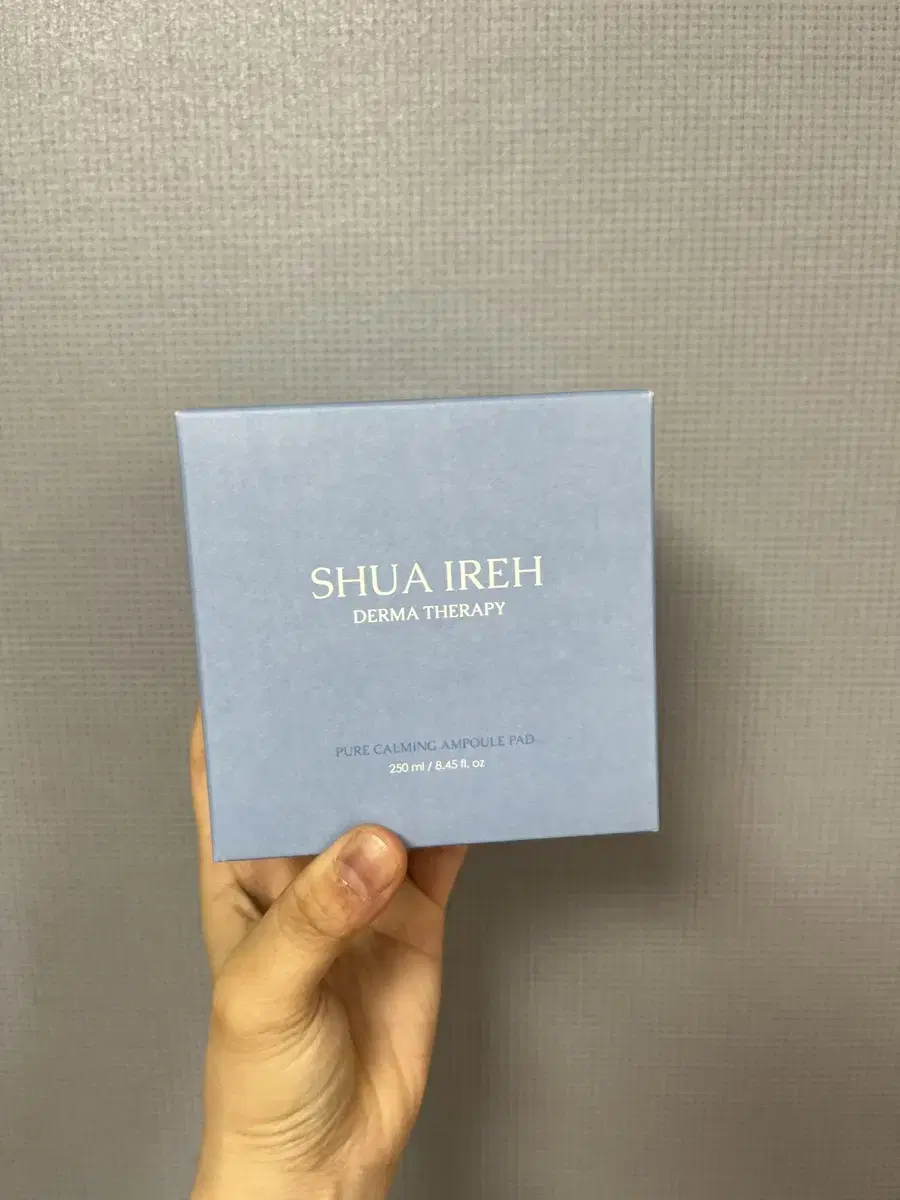 SHUA IREH
DERMA THERAPY
PURE CALMING AMPOULE PAD
250 ml / 8.45 fl. oz